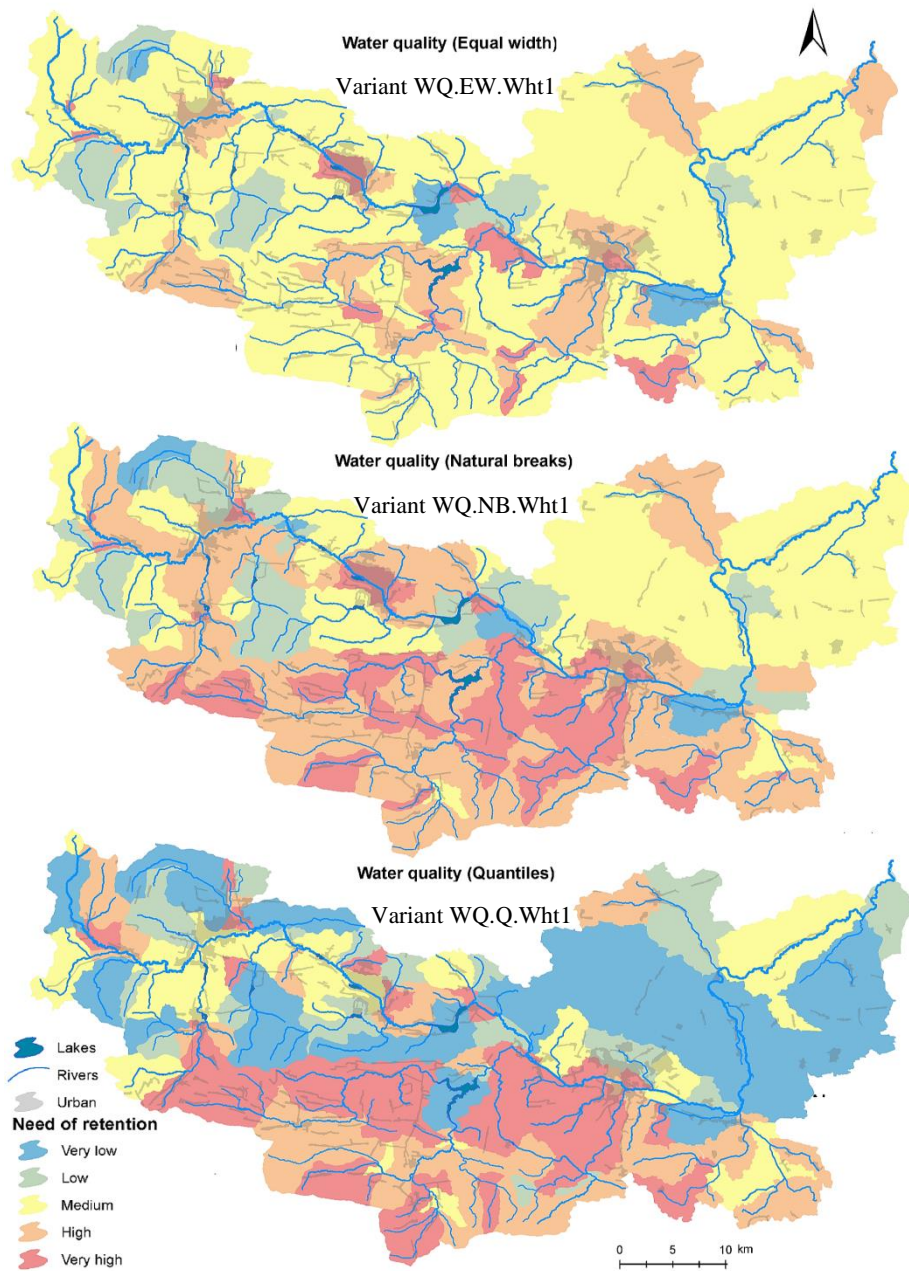 Water quality (Equal width)
Variant WQ.EW.Wht1
Water quality (Natural breaks)
Variant WQ.NB.Wht1
Water quality (Quantiles)
Variant WQ.Q.Wht1
Lakes
Rivers
Urban
Need of retention
Very low
Low
Medium
High
Very high
0 5 10 km